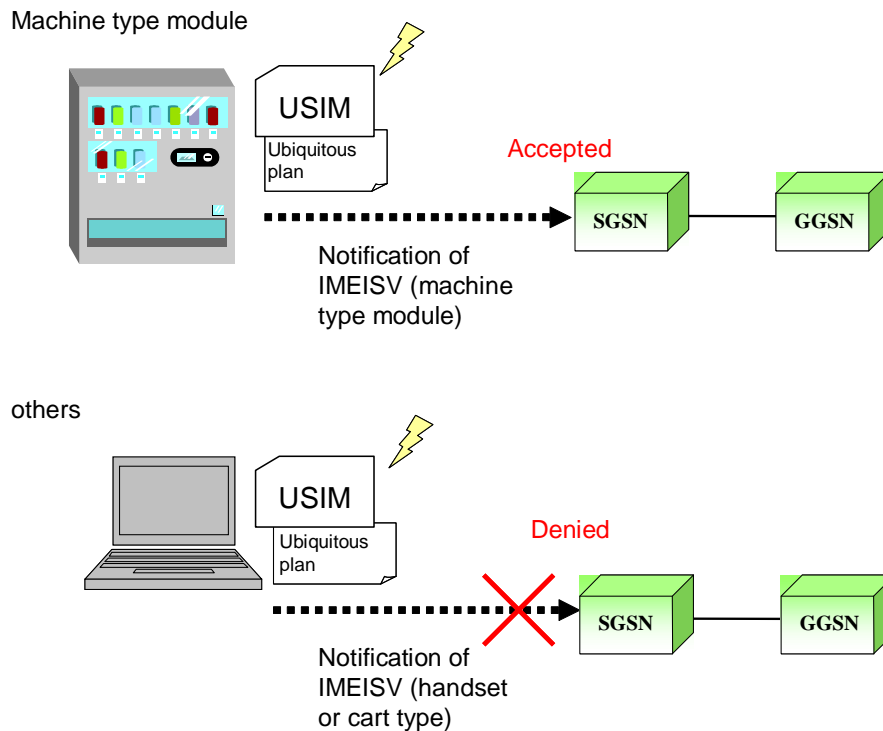 Machine type module
USIM
Ubiquitous
plan
Accepted
SGSN
GGSN
Notification of
IMEISV (machine
type module)
others
USIM
Ubiquitous
plan
Denied
SGSN
GGSN
Notification of
IMEISV (handset
or cart type)